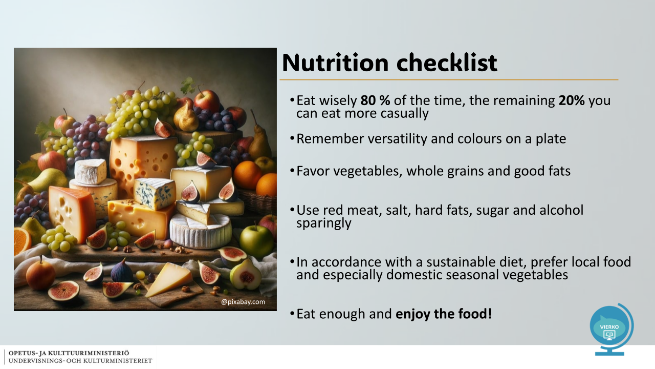 Nutrition checklist
•Eat wisely 80 % of the time, the remaining 20% you
can eat more casually
•Remember versatility and colours on a plate
•Favor vegetables, whole grains and good fats
•Use red meat, salt, hard fats, sugar and alcohol
sparingly
•In accordance with a sustainable diet, prefer local food
and especially domestic seasonal vegetables
•Eat enough and enjoy the food!
@pixabay.com
VIERKO
OPETUS- JA KULTTUURIMINISTERIÖ
UNDERVISNINGS- OCH KULTURMINISTERIET